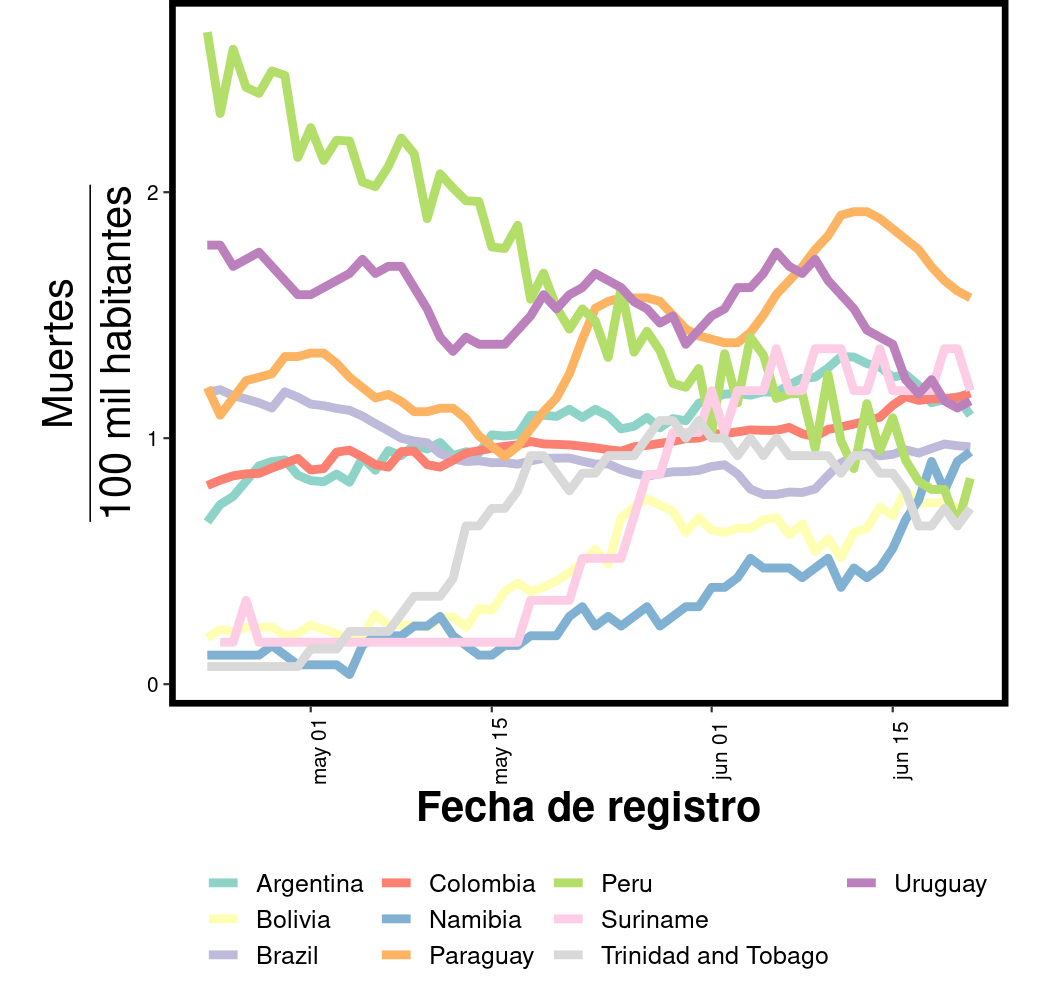 Muertes
100 mil habitantes
2
1
0
may 01
may 15
jun 01
jun 15
Fecha de registro
Argentina
Colombia
Peru
Uruguay
Bolivia
Namibia
Suriname
Brazil
Paraguay
Trinidad and Tobago